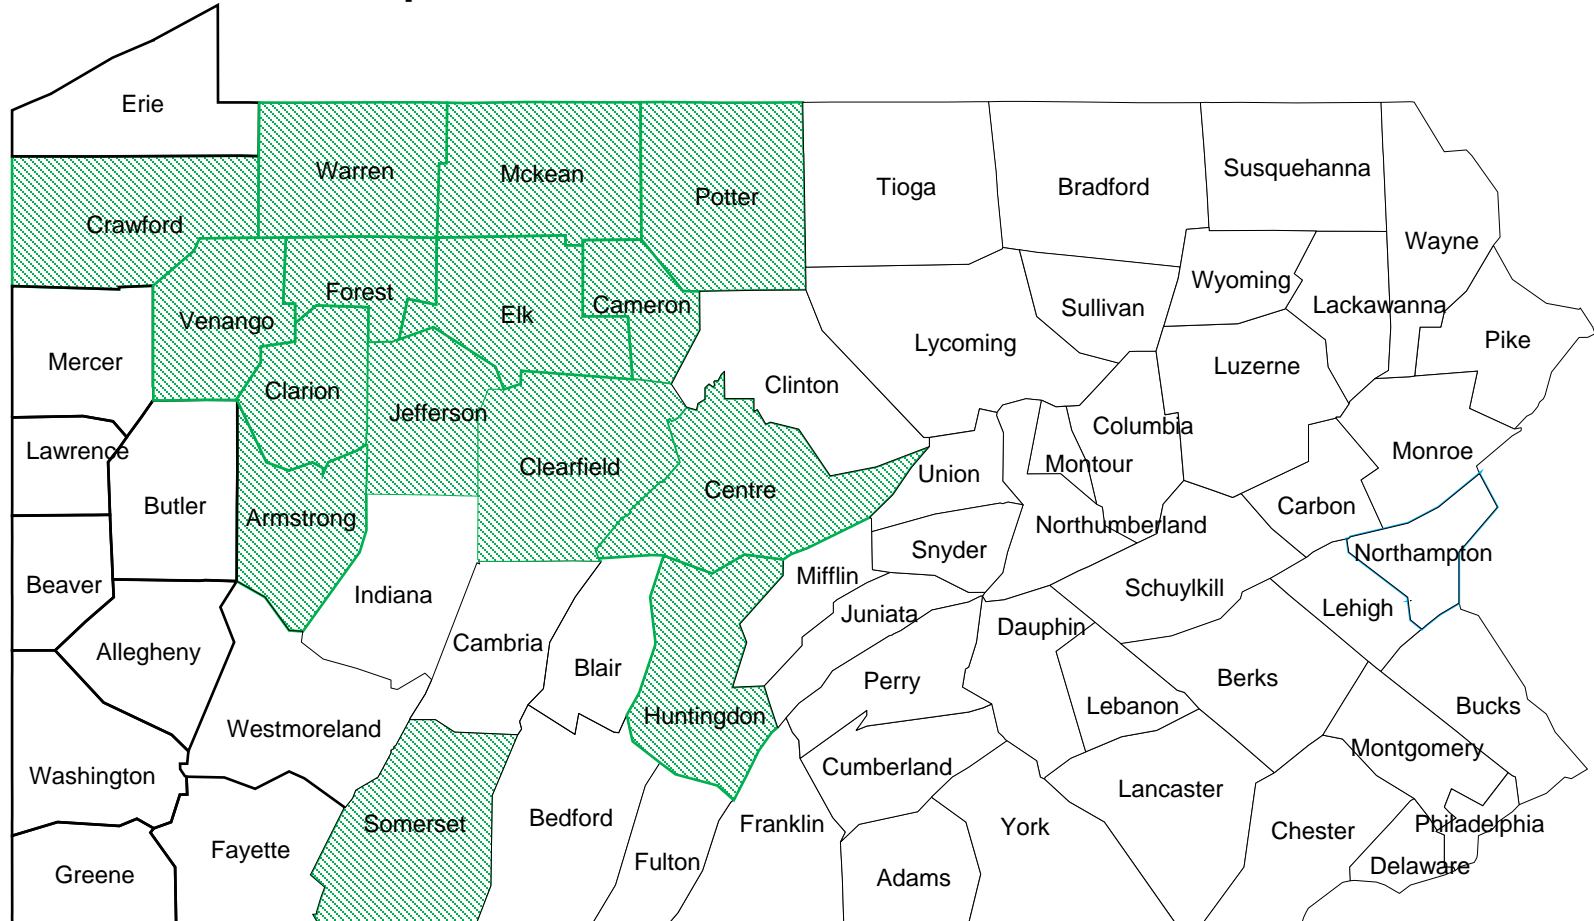 Erie
Warren
Mckean
Potter
Tioga
Bradford
Susquehanna
Crawford
Wayne
Venango
Forest
Elk
Cameron
Sullivan
Wyoming
Lackawanna
Mercer
Clarion
Jefferson
Clinton
Lycoming
Luzerne
Pike
Lawrence
Butler
Armstrong
Clearfield
Centre
Union
Montour
Columbia
Monroe
Carbon
Northumberland
Snyder
Northampton
Beaver
Indiana
Mifflin
Juniata
Schuylkill
Lehigh
Allegheny
Cambria
Blair
Dauphin
Perry
Lebanon
Berks
Bucks
Westmoreland
Huntingdon
Montgomery
Washington
Cumberland
Lancaster
Somerset
Bedford
Franklin
York
Chester
Philadelphia
Greene
Fayette
Fulton
Adams
Delaware